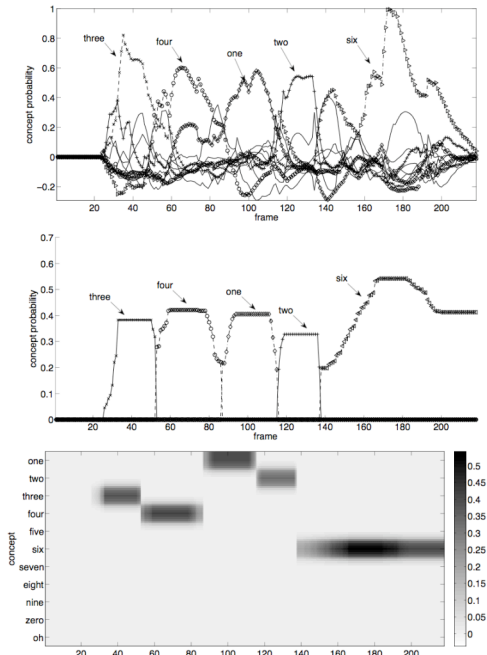 1
0.8
0.6
0.4
0.2
0
−0.2
concept probability
three
four
one
two
six
20 40 60 80 100 120 140 160 180 200
frame
0.7
0.6
0.5
0.4
0.3
0.2
0.1
0
concept probability
three
four
one
two
six
20 40 60 80 100 120 140 160 180 200
frame
concept
one
two
three
four
five
six
seven
eight
nine
zero
oh
20 40 60 80 100 120 140 160 180 200
0.5
0.45
0.4
0.35
0.3
0.25
0.2
0.15
0.1
0.05
0